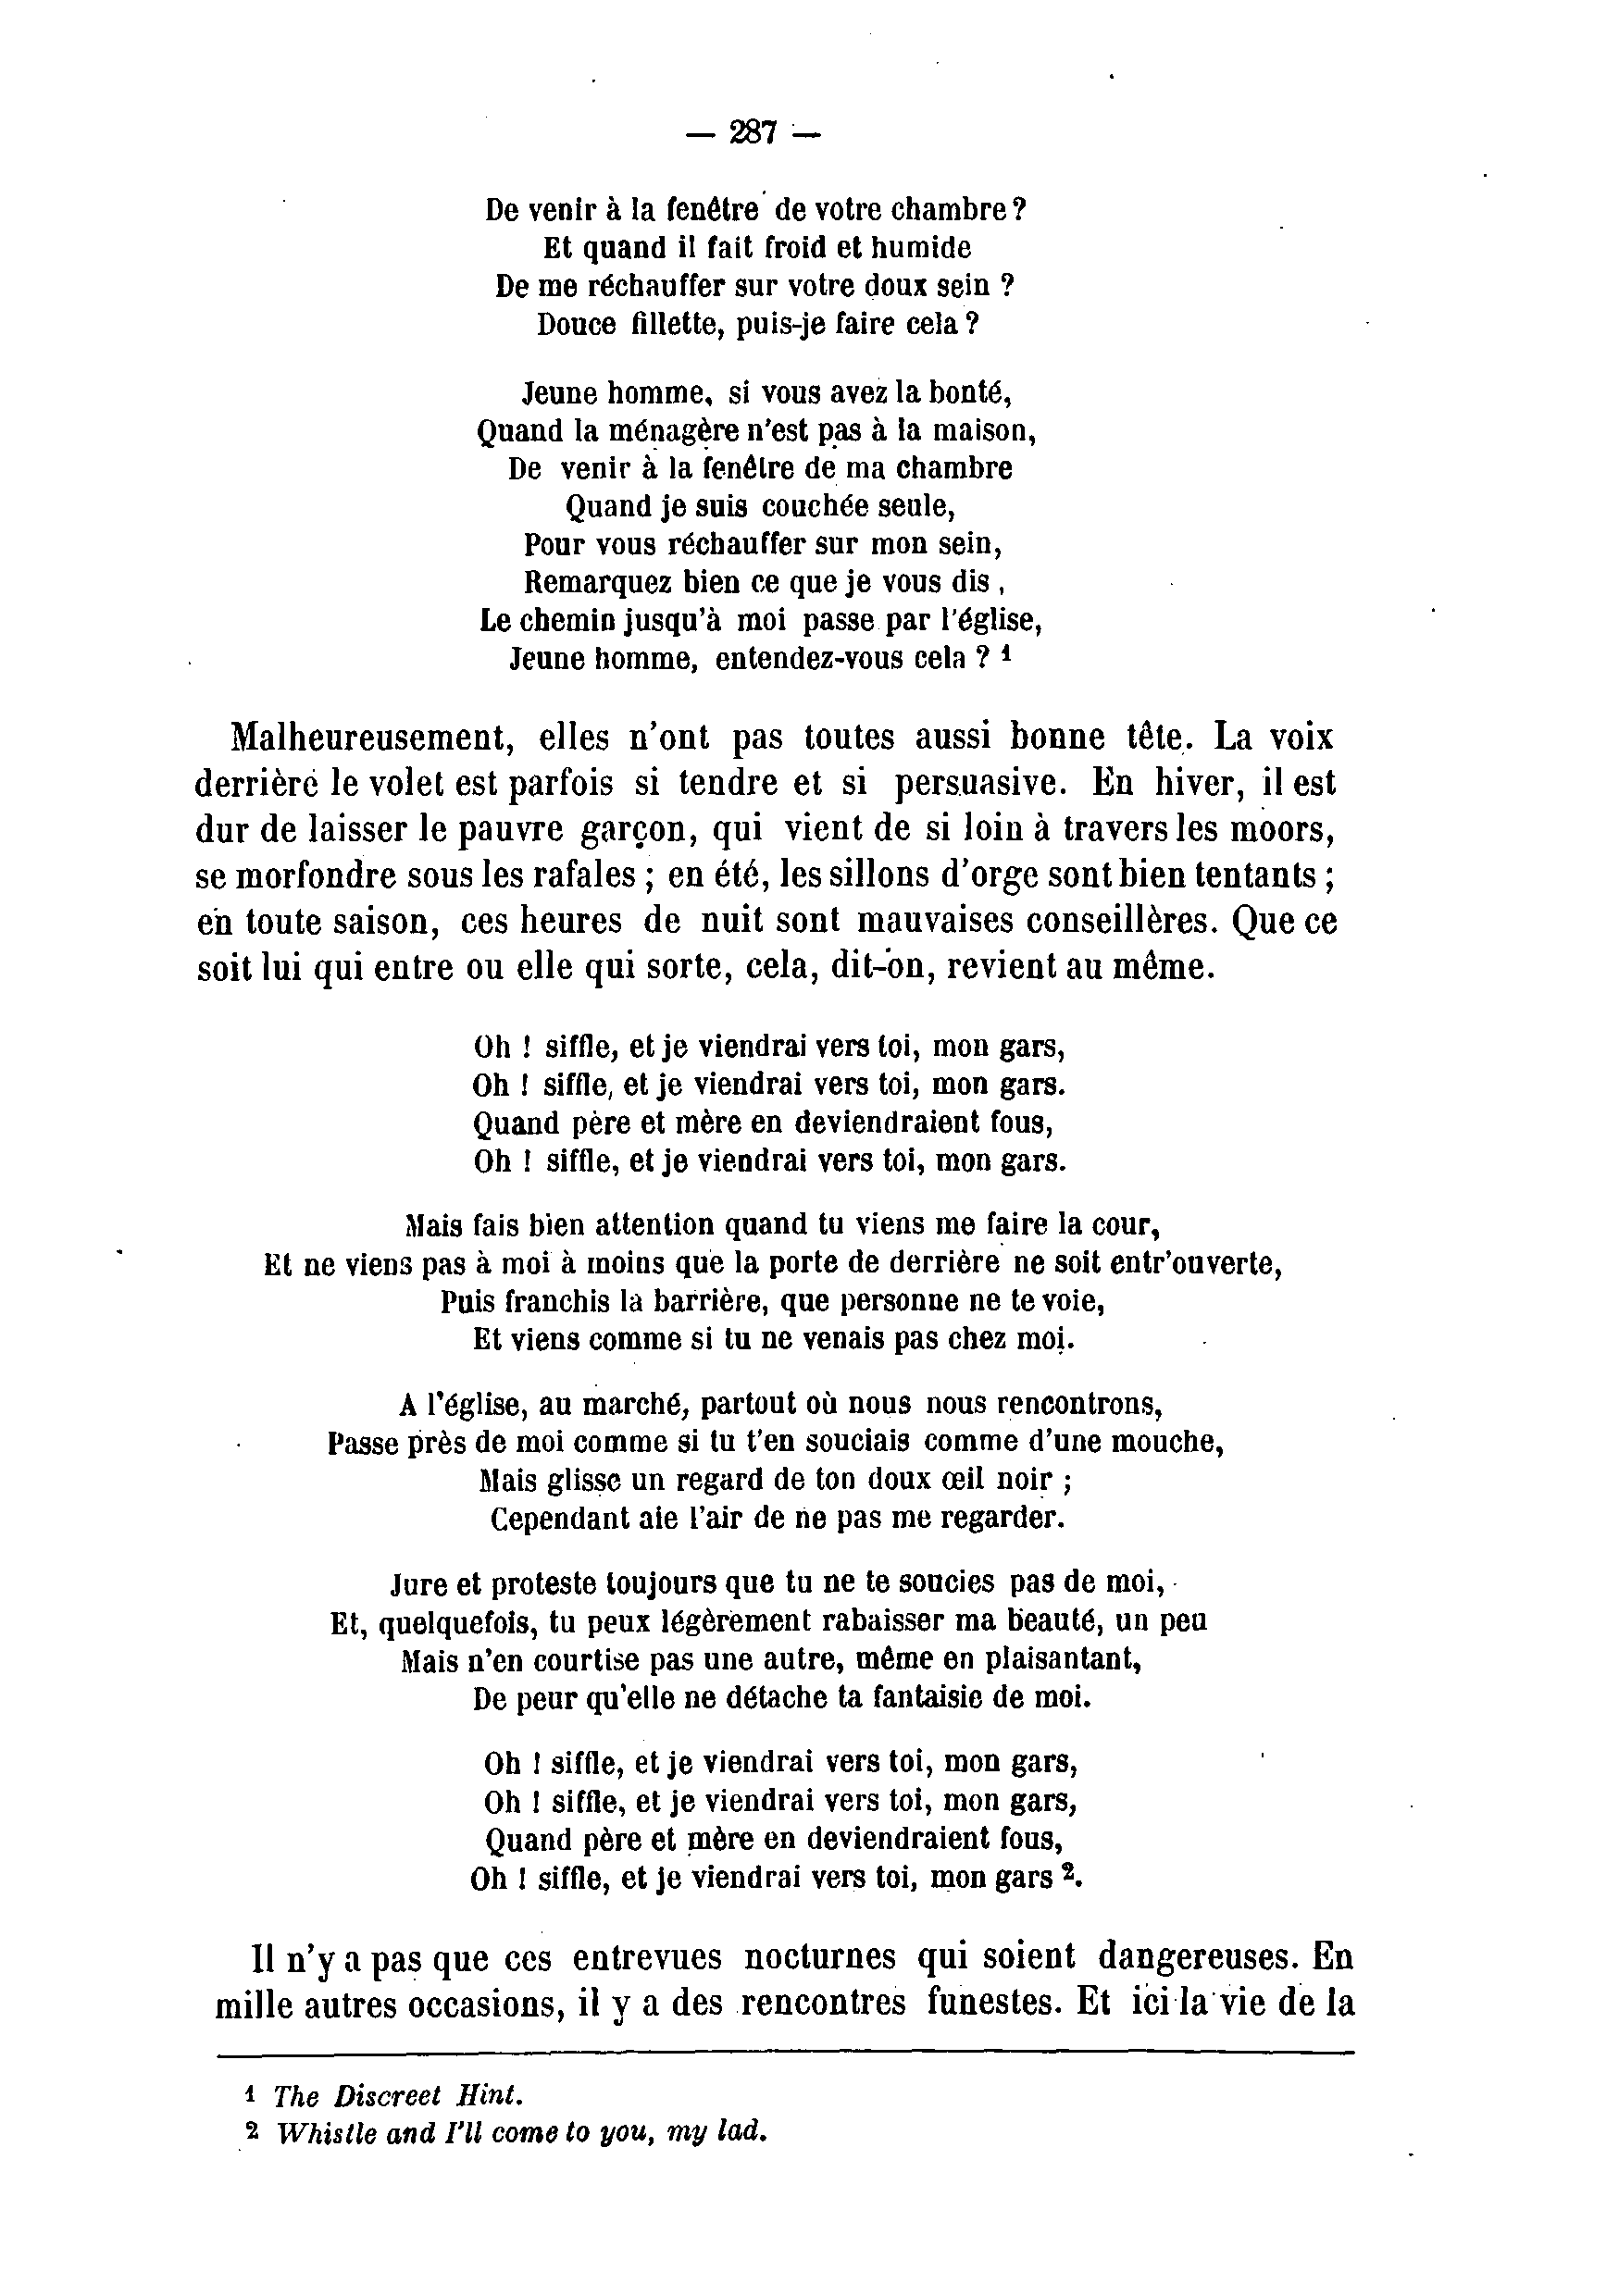 — 287 —
De venir à la fenêtre de votre chambre ?
Et quand il fait froid et humide
De me réchauffer sur votre doux sein ?
Douce fillette, puis-je faire cela ?
Jeune homme, si vous avez la bonté,
Quand la ménagère n'est pas à la maison,
De venir à la fenêtre de ma chambre
Quand je suis couchée seule,
Pour vous réchauffer sur mon sein,
Remarquez bien ce que je vous dis ,
Le chemin jusqu'à moi passe par l'église,
Jeune homme, entendez-vous cela ? 1
Malheureusement, elles n'ont pas toutes aussi bonne tête. La voix
derrière le volet est parfois si tendre et si persuasive. En hiver, il est
dur de laisser le pauvre garçon, qui vient de si loin à travers les moors,
se morfondre sous les rafales ; en été, les sillons d'orge sont bien tentants ;
en toute saison, ces heures de nuit sont mauvaises conseillères. Que ce
soit lui qui entre ou elle qui sorte, cela, dit-on, revient au même.
Oh ! siffle, et je viendrai vers toi, mon gars,
Oh ! siffle, et je viendrai vers toi, mon gars.
Quand père et mère en deviendraient fous,
Oh ! siffle, et je viendrai vers toi, mon gars.
Mais fais bien attention quand tu viens me faire la cour,
Et ne viens pas à moi à moins que la porte de derrière ne soit entr'ouverte,
Puis franchis la barrière, que personne ne te voie,
Et viens comme si tu ne venais pas chez moi.
A l'église, au marché, partout où nous nous rencontrons,
Passe près de moi comme si tu t'en souciais comme d'une mouche,
Mais glisse un regard de ton doux œil noir ;
Cependant aie l'air de ne pas me regarder.
Jure et proteste toujours que tu ne te soucies pas de moi,
Et, quelquefois, tu peux légèrement rabaisser ma beauté, un peu
Mais n'en courtise pas une autre, même en plaisantant,
De peur qu'elle ne détache ta fantaisie de moi.
Oh ! siffle, et je viendrai vers toi, mon gars,
Oh ! siffle, et je viendrai vers toi, mon gars,
Quand père et mère en deviendraient fous,
Oh ! siffle, et je viendrai vers toi, mon gars 2.
Il n'y a pas que ces entrevues nocturnes qui soient dangereuses. En
mille autres occasions, il y a des rencontres funestes. Et ici la vie de la
1 The Discreet Hint.
2 Whistle and I'll come to you, my lad.